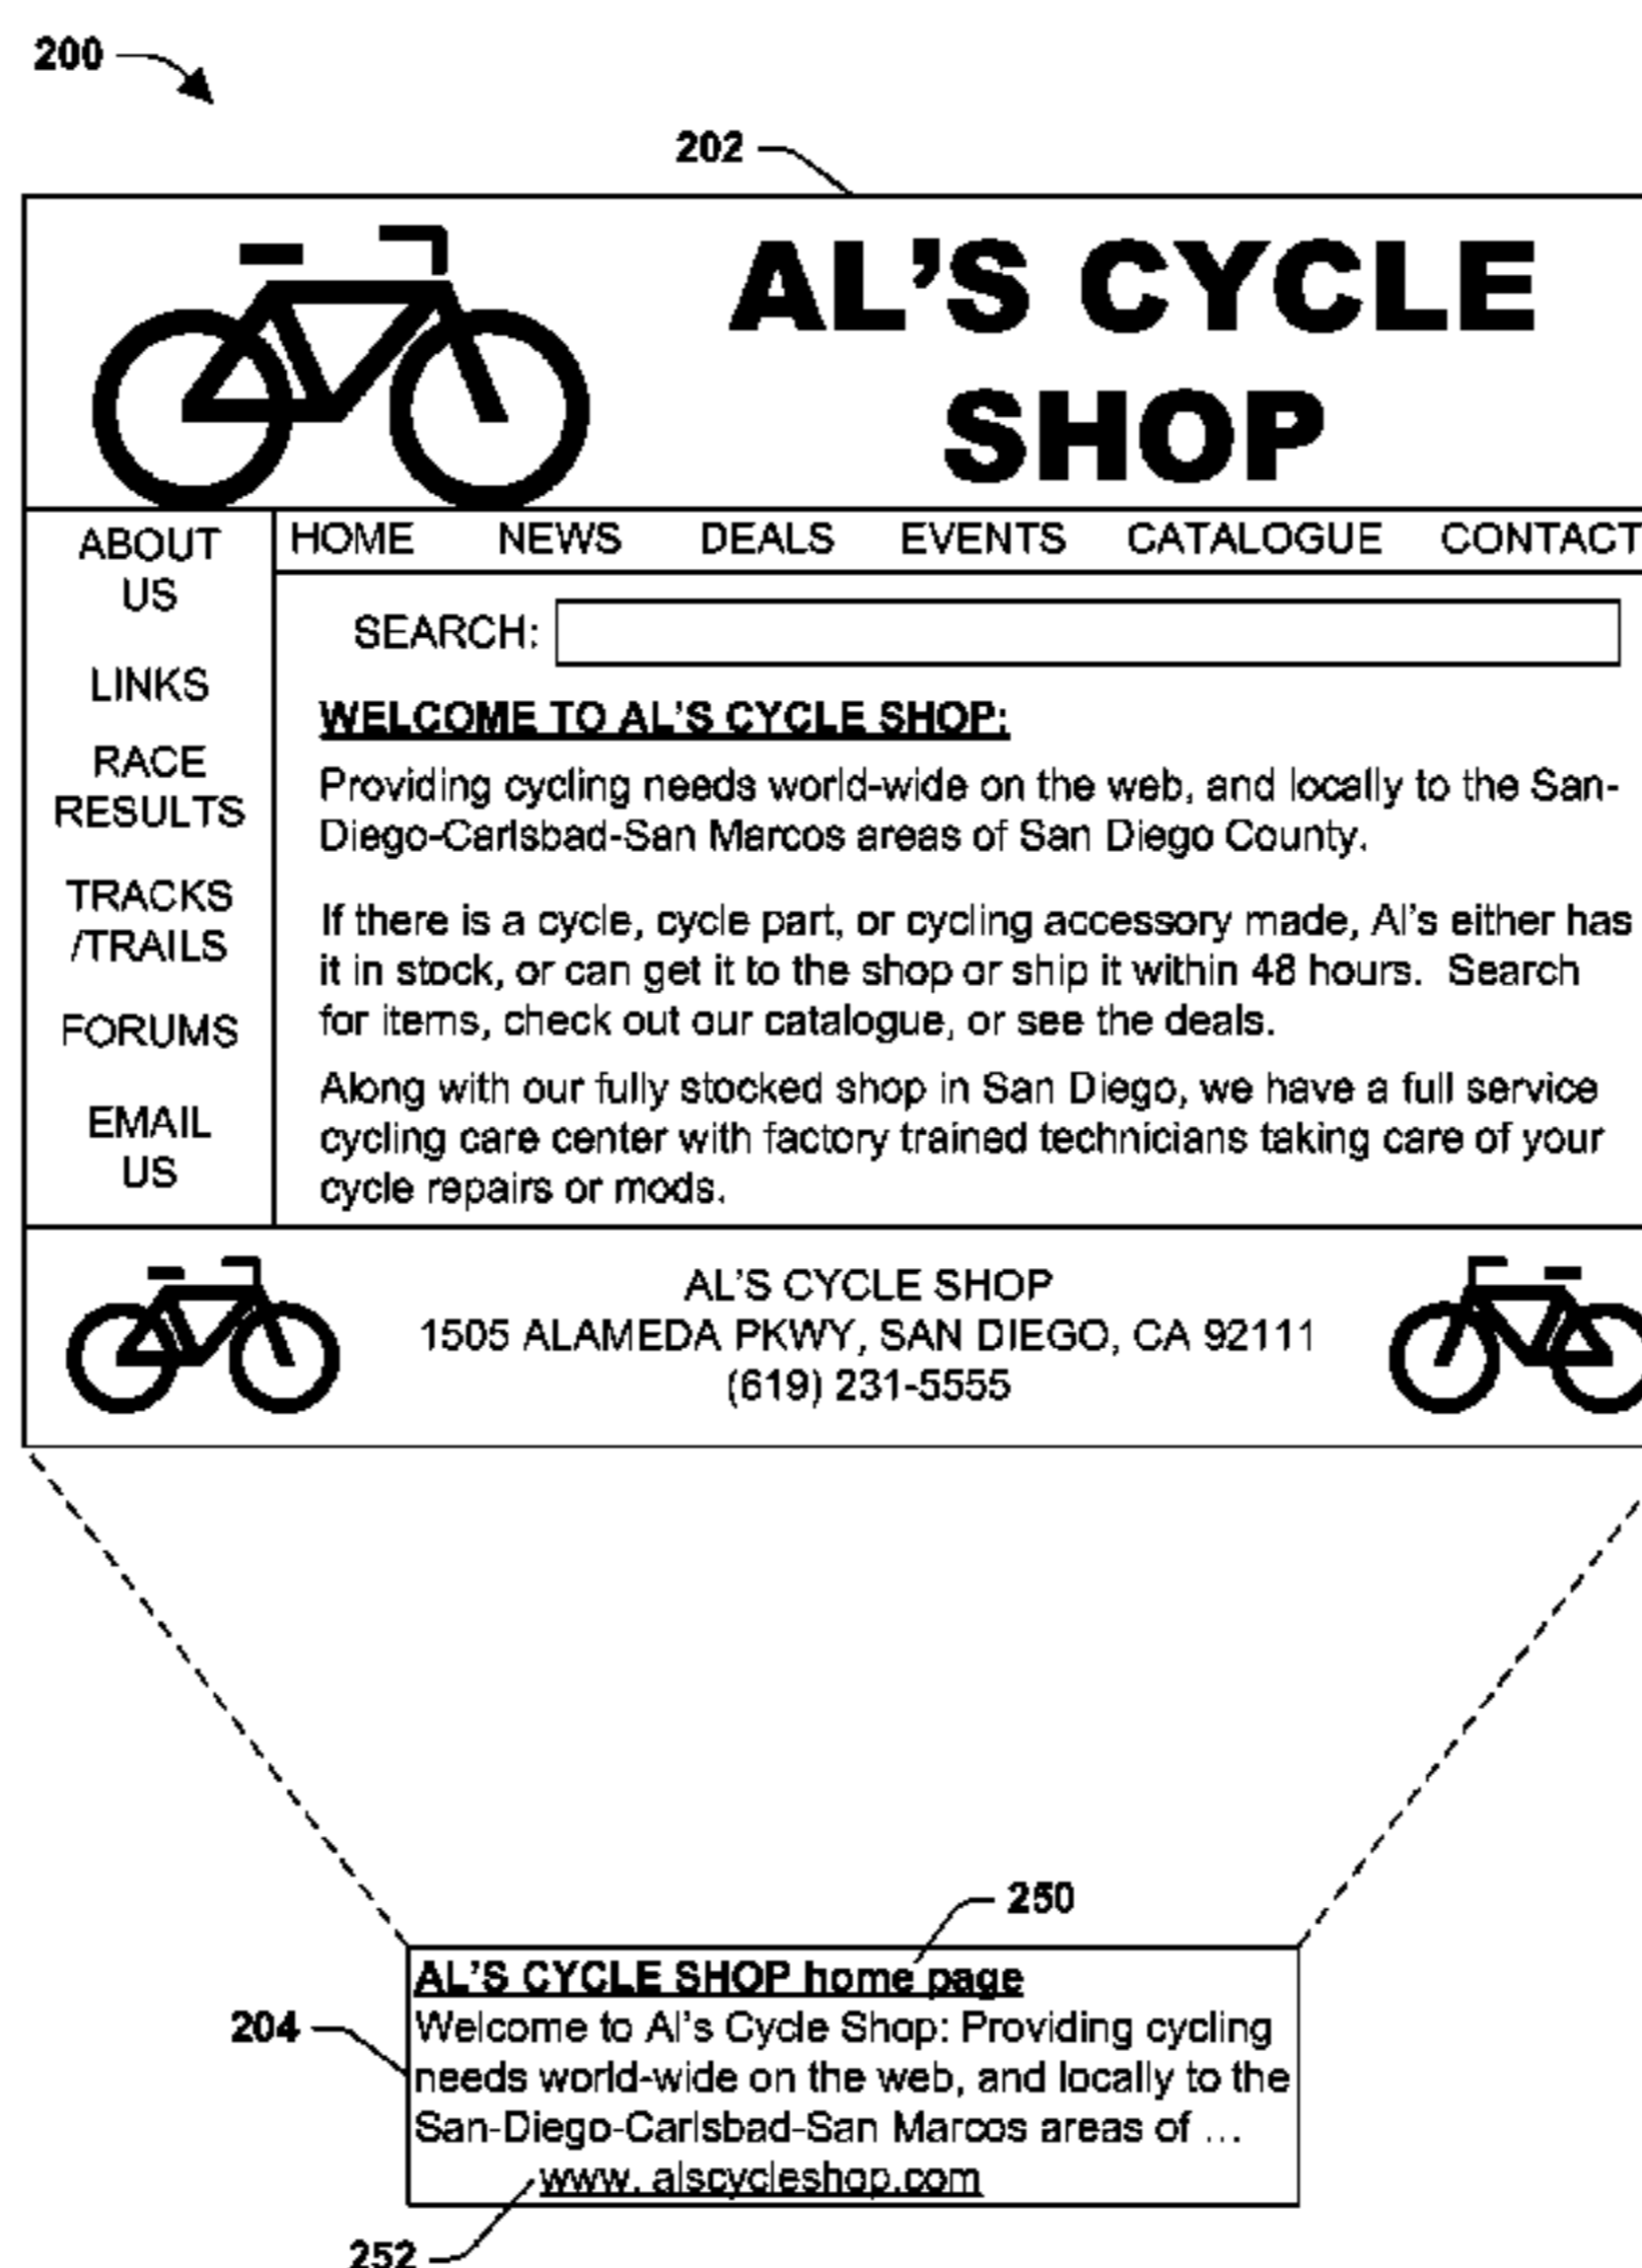 200
202
AL'S CYCLE
SHOP
ABOUT
US
LINKS
RACE
RESULTS
TRACKS
/TRAILS
FORUMS
EMAIL
US
HOME NEWS DEALS EVENTS CATALOGUE CONTACT
SEARCH:
WELCOME TO AL'S CYCLE SHOP:
Providing cycling needs world-wide on the web, and locally to the San-
Diego-Carlsbad-San Marcos areas of San Diego County.
If there is a cycle, cycle part, or cycling accessory made, Al's either has
it in stock, or can get it to the shop or ship it within 48 hours. Search
for items, check out our catalogue, or see the deals.
Along with our fully stocked shop in San Diego, we have a full service
cycling care center with factory trained technicians taking care of your
cycle repairs or mods.
AL'S CYCLE SHOP
1505 ALAMEDA PKWY, SAN DIEGO, CA 92111
(619) 231-5555
250
AL'S CYCLE SHOP home page
204
Welcome to Al's Cycle Shop: Providing cycling
needs world-wide on the web, and locally to the
San-Diego-Carlsbad-San Marcos areas of ...
www. alscycleshop.com
252